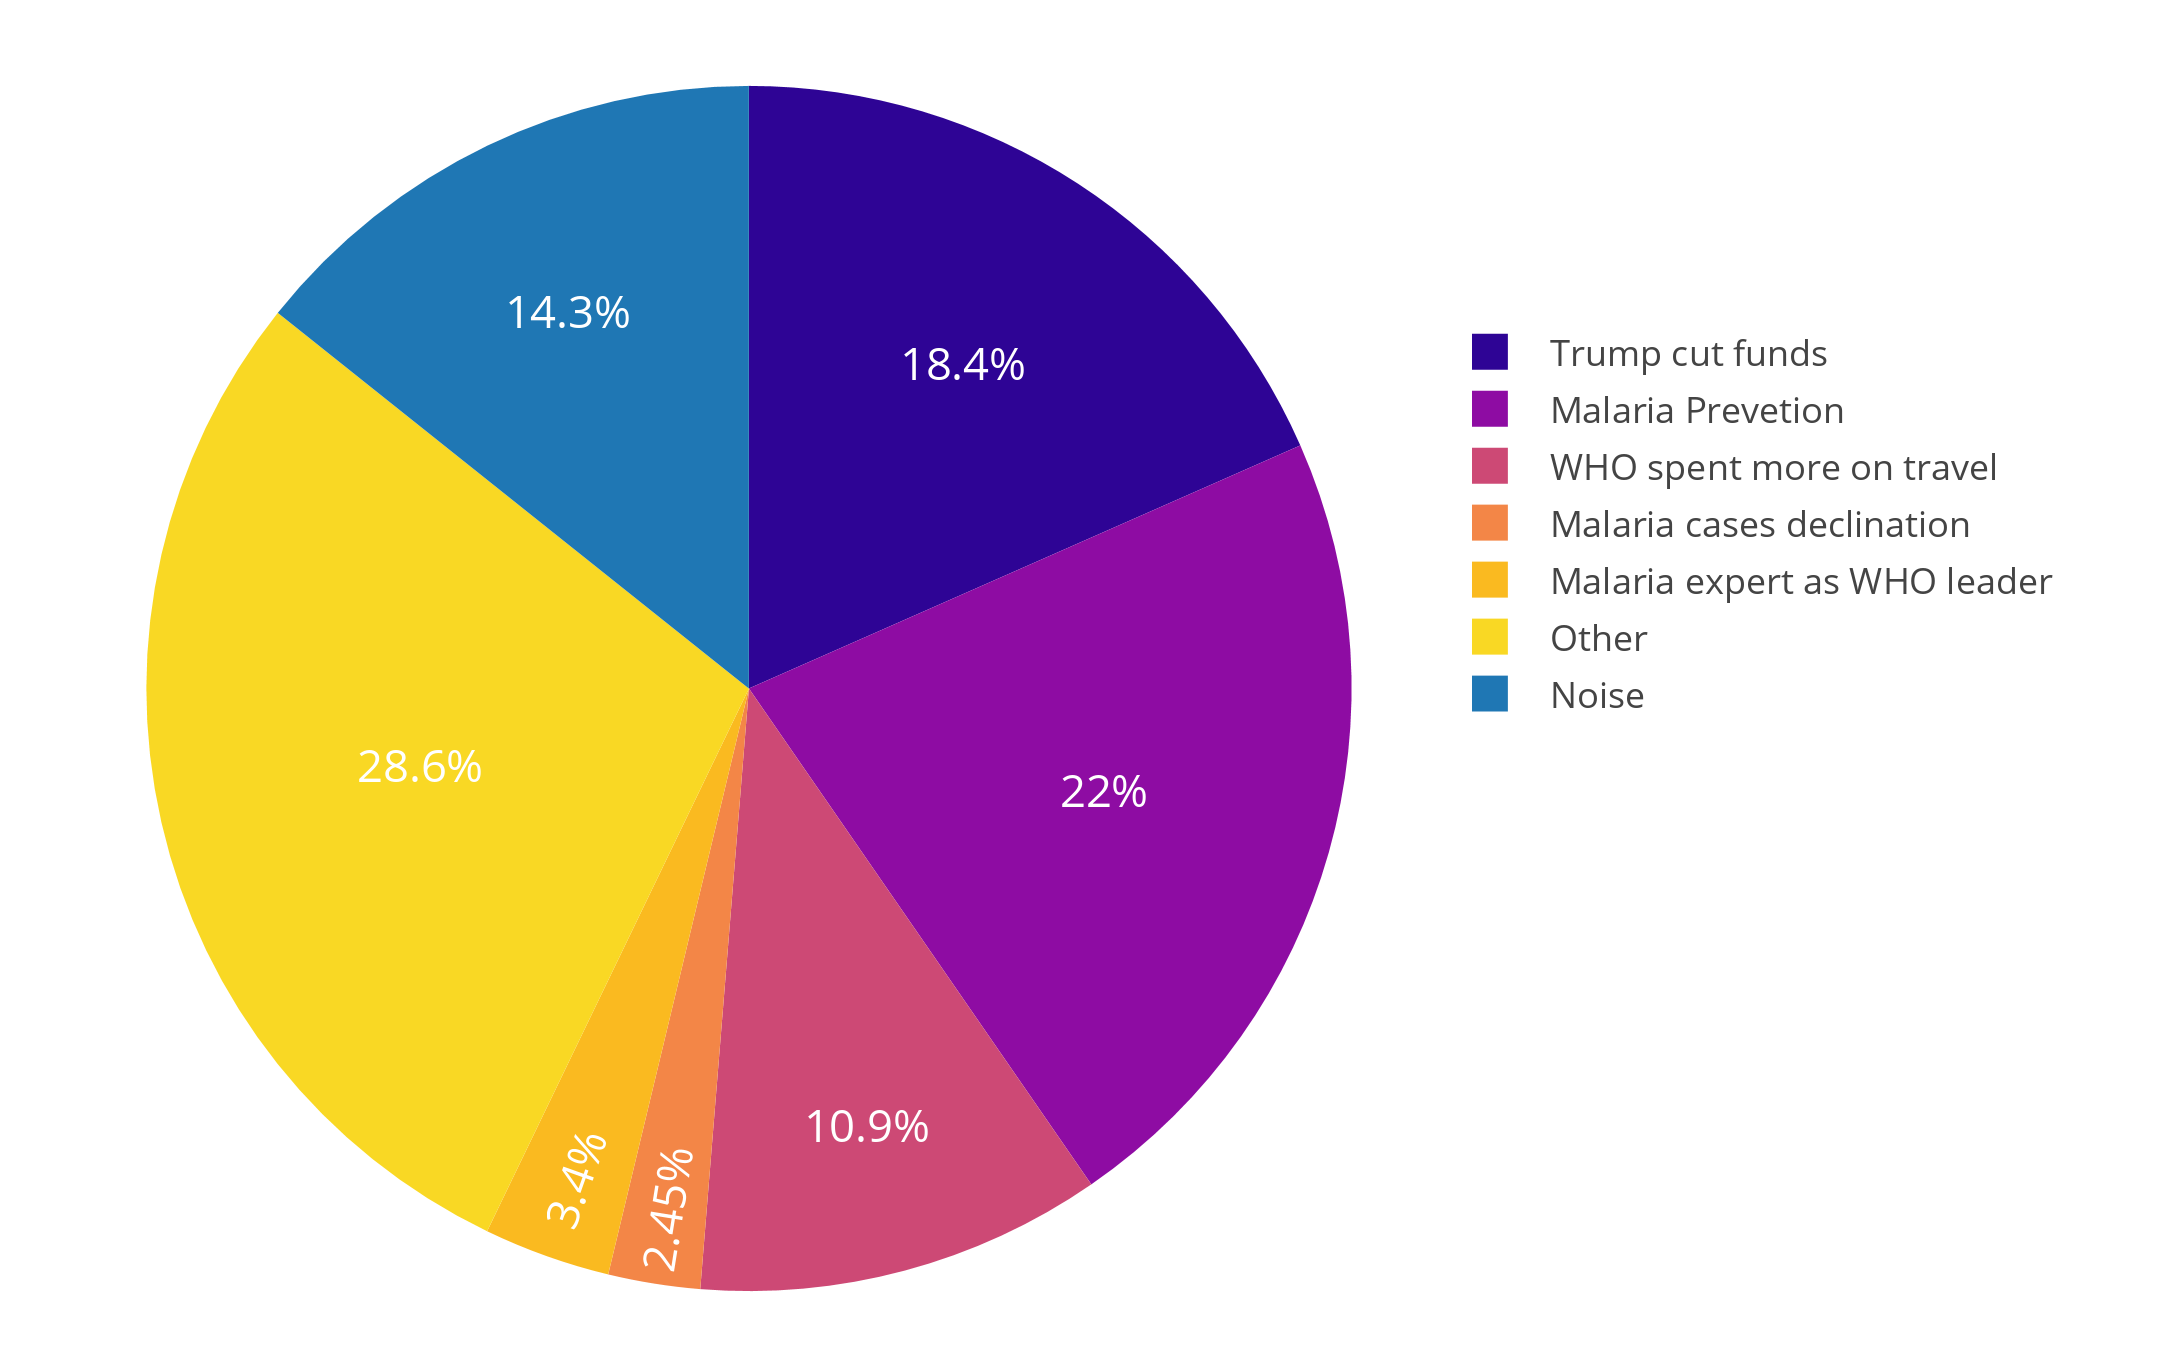 14.3%
18.4%
28.6%
22%
10.9%
3.4%
2.45%
Trump cut funds
Malaria Prevetion
WHO spent more on travel
Malaria cases declination
Malaria expert as WHO leader
Other
Noise